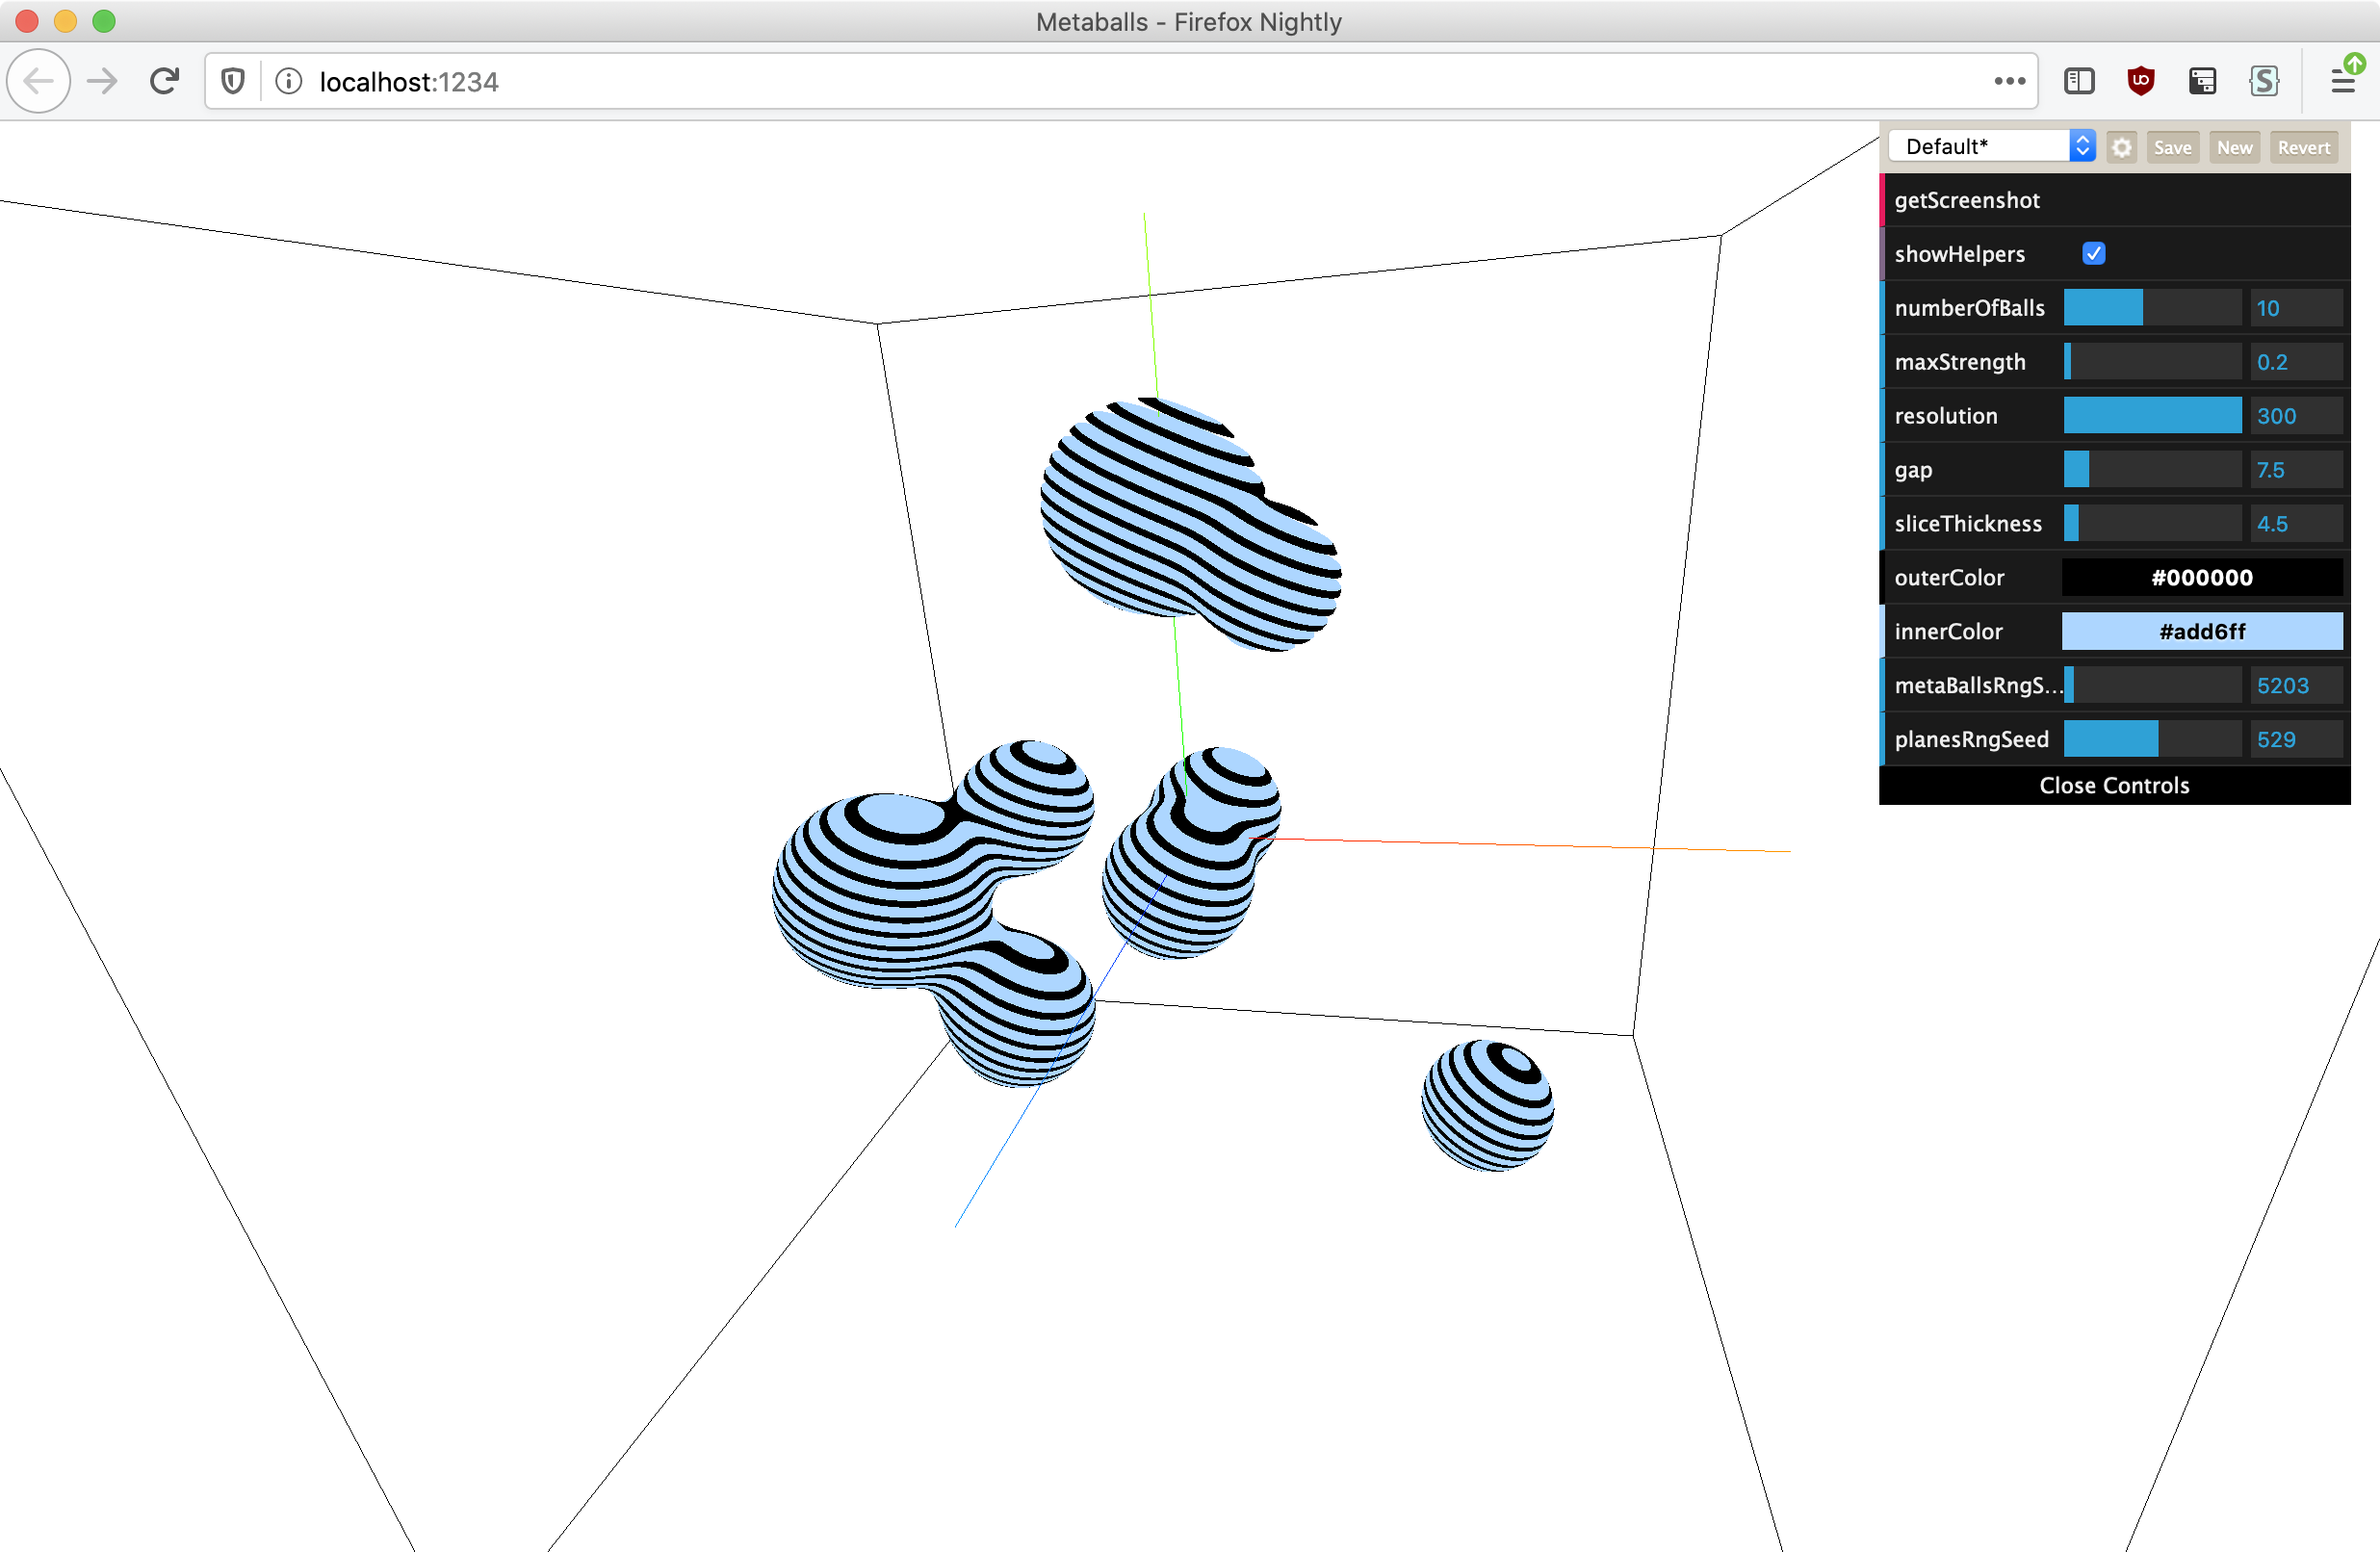 Metaballs - Firefox Nightly
localhost:1234
Default* Save New Revert
getScreenshot
showHelpers
numberOfBalls 10
maxStrength 0.2
resolution 300
gap 7.5
sliceThickness 4.5
outerColor #000000
innerColor #add6ff
metaBallsRngS... 5203
planesRngSeed 529
Close Controls